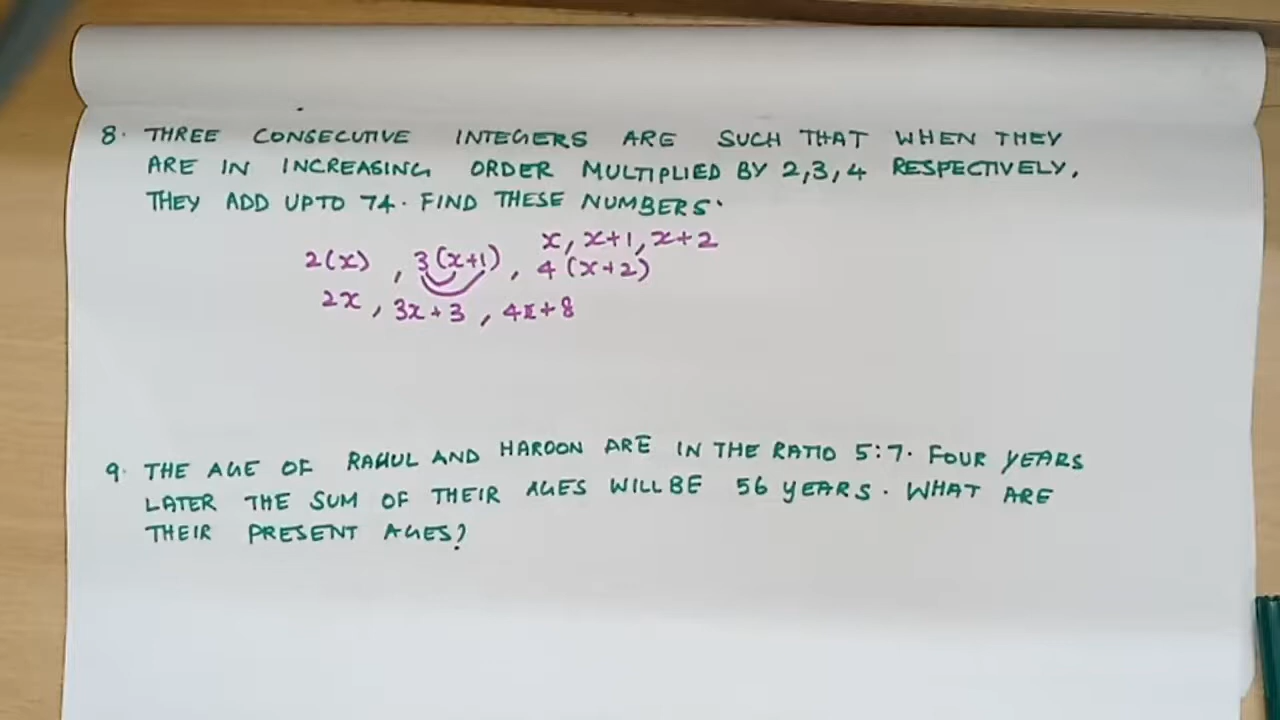 8. THREE CONSECUTIVE INTEGERS ARE SUCH THAT WHEN THEY
ARE IN INCREASING ORDER MULTIPLIED BY 2,3,4 RESPECTIVELY,
THEY ADD UPTO 74. FIND THESE NUMBERS.
x, x+1, x+2
2(x) , 3(x+1) , 4(x+2)
2x , 3x+3 , 4x+8
9. THE AGE OF RAHUL AND HAROON ARE IN THE RATIO 5:7. FOUR YEARS
LATER THE SUM OF THEIR AGES WILL BE 56 YEARS. WHAT ARE
THEIR PRESENT AGES?